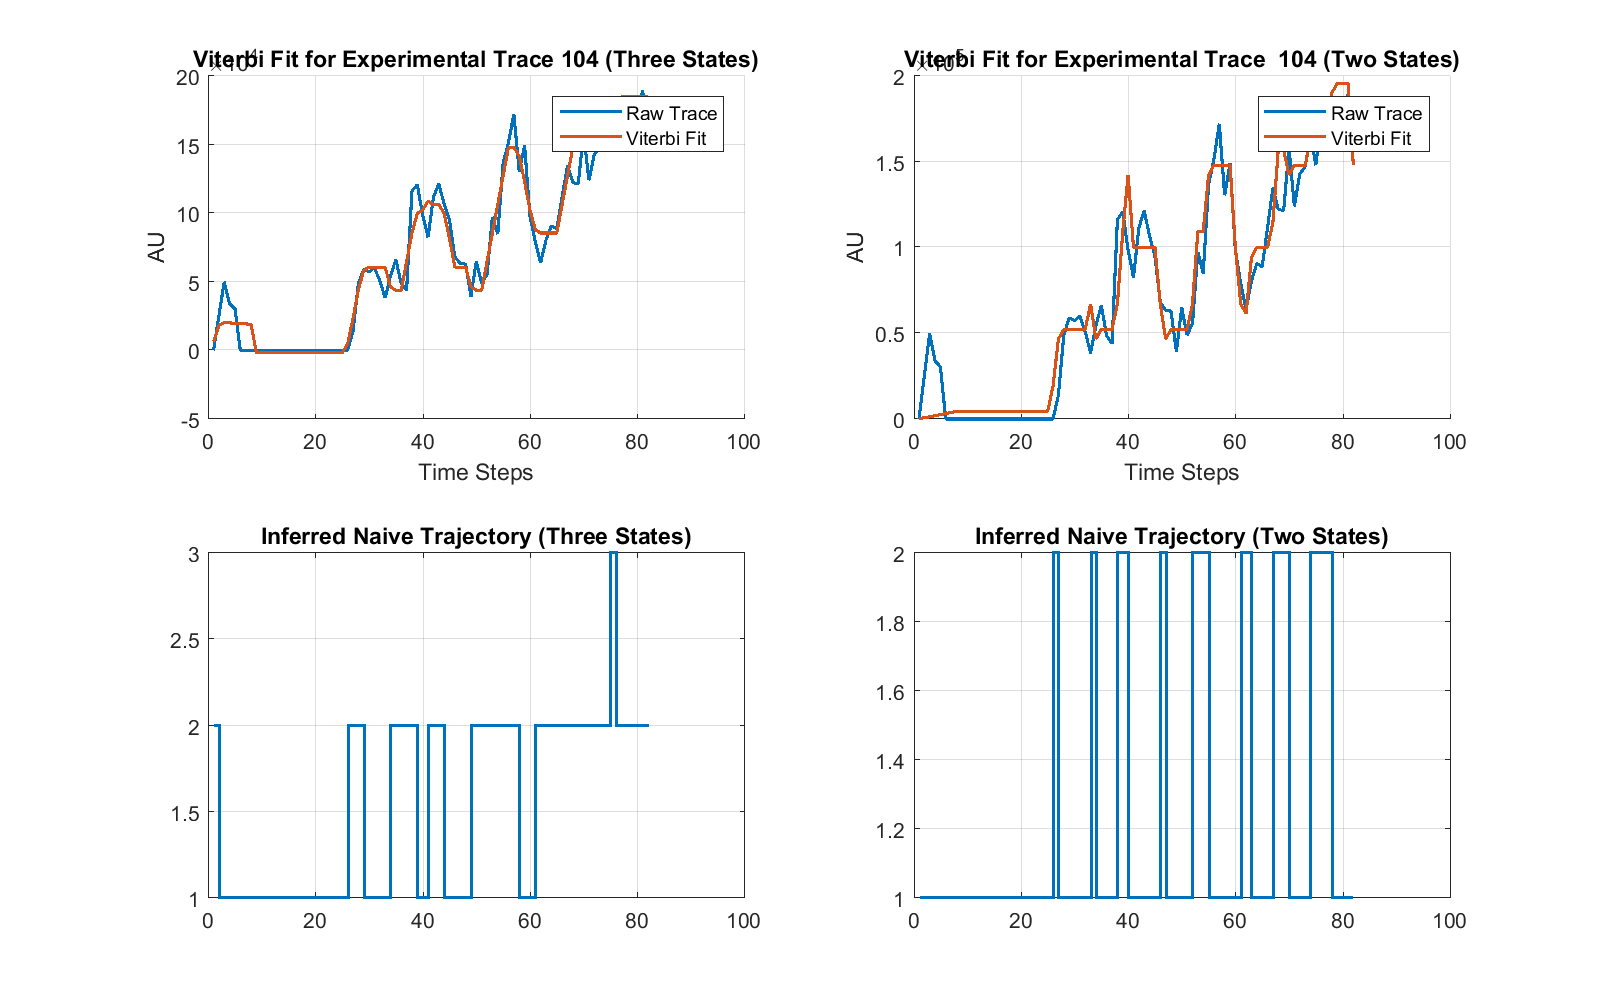 Viterbi Fit for Experimental Trace 104 (Three States)
×10^4
20
15
10
5
0
-5
AU
0 20 40 60 80 100
Time Steps
Raw Trace
Viterbi Fit
Viterbi Fit for Experimental Trace 104 (Two States)
×10^5
2
1.5
1
0.5
0
AU
0 20 40 60 80 100
Time Steps
Raw Trace
Viterbi Fit
Inferred Naive Trajectory (Three States)
3
2.5
2
1.5
1
0 20 40 60 80 100
Inferred Naive Trajectory (Two States)
2
1.8
1.6
1.4
1.2
1
0 20 40 60 80 100